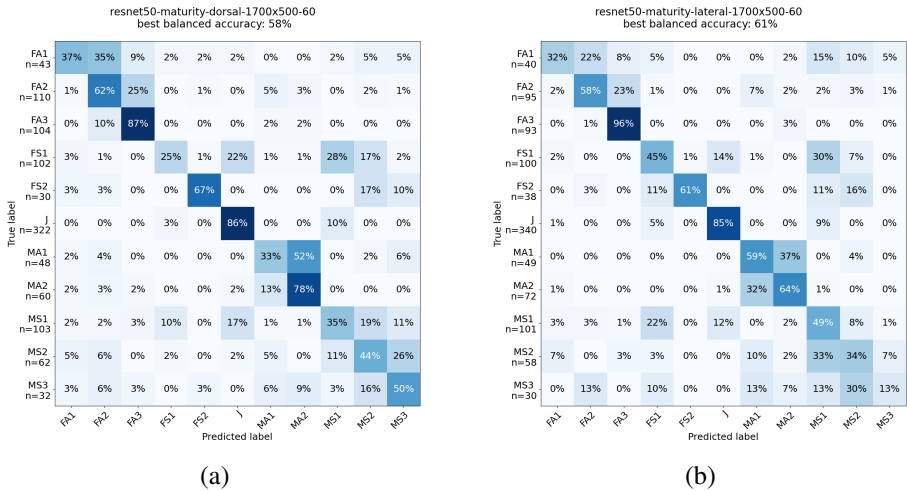 resnet50-maturity-dorsal-1700x500-60
best balanced accuracy: 58%
True label
FA1 n=43 37% 35% 9% 2% 2% 2% 0% 0% 2% 5% 5%
FA2 n=110 1% 62% 25% 0% 1% 0% 5% 3% 0% 2% 1%
FA3 n=104 0% 10% 87% 0% 0% 0% 2% 2% 0% 0% 0%
FS1 n=102 3% 1% 0% 25% 1% 22% 1% 1% 28% 17% 2%
FS2 n=30 3% 3% 0% 0% 67% 0% 0% 0% 0% 17% 10%
J n=322 0% 0% 0% 3% 0% 86% 0% 0% 10% 0% 0%
MA1 n=48 2% 4% 0% 0% 0% 0% 33% 52% 0% 2% 6%
MA2 n=60 2% 3% 0% 0% 0% 2% 13% 78% 0% 2% 0%
MS1 n=103 2% 2% 3% 10% 0% 17% 1% 1% 35% 19% 11%
MS2 n=62 5% 6% 0% 2% 0% 2% 5% 0% 11% 44% 26%
MS3 n=32 3% 6% 3% 0% 3% 0% 6% 9% 3% 16% 50%
FA1 FA2 FA3 FS1 FS2 J MA1 MA2 MS1 MS2 MS3
Predicted label
(a)
resnet50-maturity-lateral-1700x500-60
best balanced accuracy: 61%
True label
FA1 n=40 32% 22% 8% 5% 0% 0% 0% 0% 15% 10% 5%
FA2 n=95 2% 58% 23% 1% 0% 0% 7% 2% 2% 3% 1%
FA3 n=93 0% 1% 96% 0% 0% 0% 0% 3% 0% 0% 0%
FS1 n=100 2% 0% 0% 45% 1% 14% 1% 0% 30% 7% 0%
FS2 n=38 0% 3% 0% 11% 61% 0% 0% 0% 11% 16% 0%
J n=340 1% 0% 0% 5% 0% 85% 0% 0% 9% 0% 0%
MA1 n=49 0% 0% 0% 0% 0% 0% 59% 37% 0% 4% 0%
MA2 n=72 1% 0% 0% 0% 0% 1% 32% 64% 1% 0% 0%
MS1 n=101 3% 3% 1% 22% 0% 12% 0% 2% 49% 8% 1%
MS2 n=58 7% 0% 3% 3% 0% 0% 10% 2% 33% 34% 7%
MS3 n=30 0% 13% 0% 10% 0% 0% 13% 7% 13% 30% 13%
FA1 FA2 FA3 FS1 FS2 J MA1 MA2 MS1 MS2 MS3
Predicted label
(b)